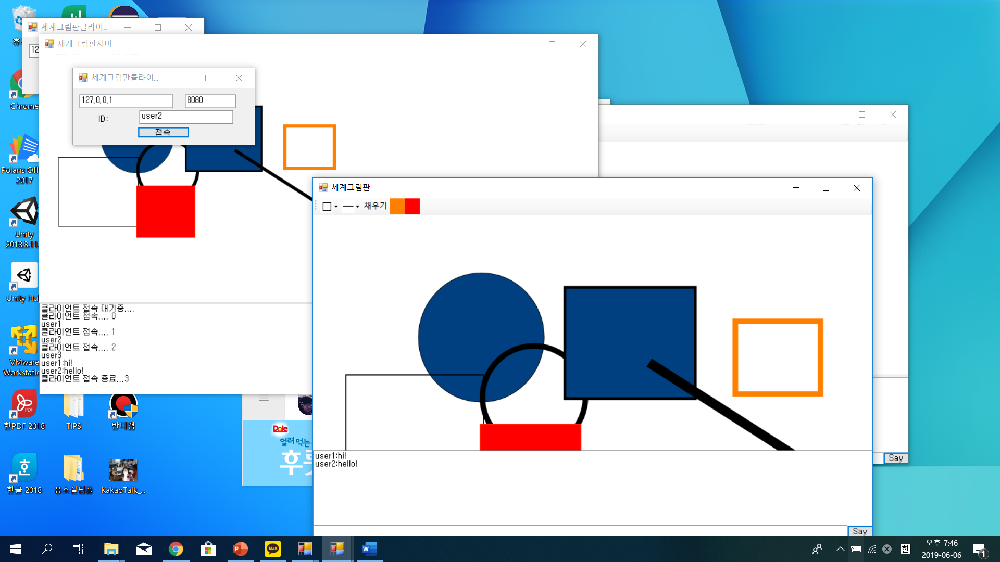 세계그림판클라이...
12
세계그림판서버
세계그림판클라이...
127,0,0,1
8080
ID:
user2
접속
세계그림판
채우기
클라이언트 접속 대기중....
클라이언트 접속.... 0
user1
클라이언트 접속.... 1
user2
클라이언트 접속.... 2
user3
user1:hi!
user2:hello!
클라이언트 접속 종료...3
user1:hi!
user2:hello!
Say
Say
Chrome
Polaris Off
2017
Unity
2018.3.11
Unity Hu
VMware
Workstatio
한PDF 2018
TIPS
반디캠
한글 2018
응소실팀플
KakaoTalk_...
PDF
Dole
얼려먹는
후
TALK
한
오후 7:46
2019-06-06
1